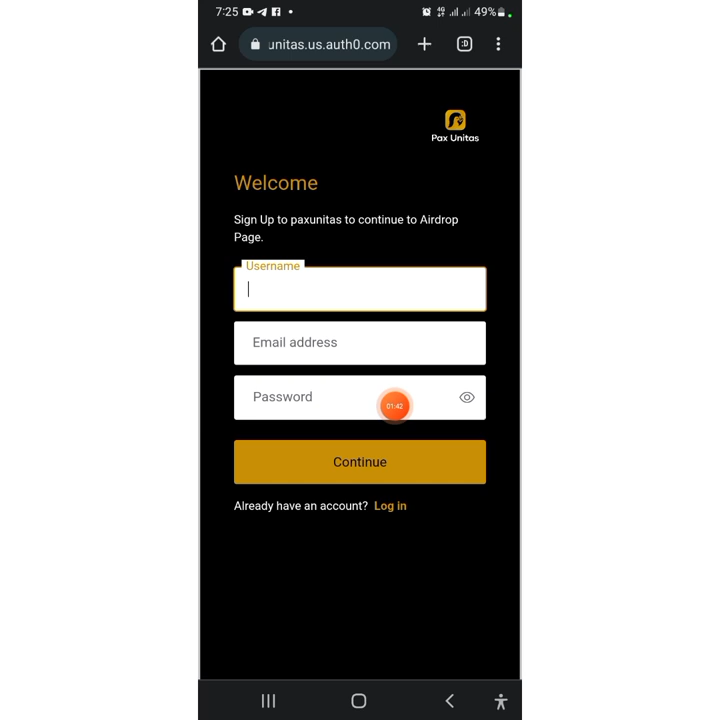 7:25
4G
49%
unitas.us.auth0.com
:D
Pax Unitas
Welcome
Sign Up to paxunitas to continue to Airdrop
Page.
Username
Email address
Password
01:42
Continue
Already have an account? Log in